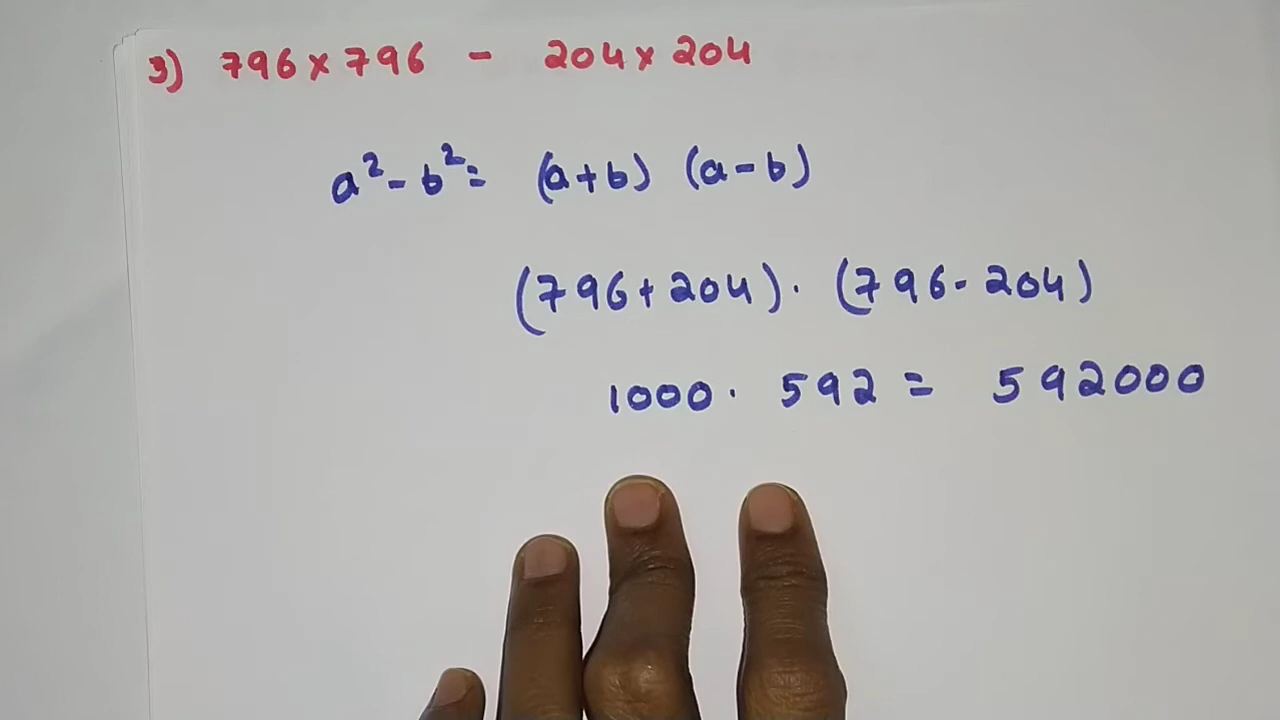 3) 796 x 796 - 204 x 204
a² - b² = (a + b) (a - b)
(796 + 204) . (796 - 204)
1000 . 592 = 592000